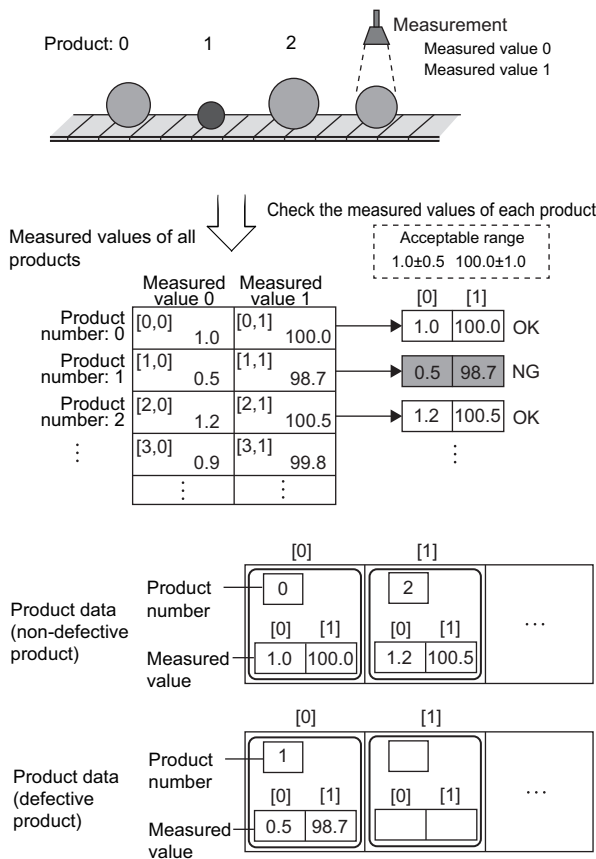 Product: 0 1 2
Measurement
Measured value 0
Measured value 1
Check the measured values of each product
Measured values of all
products
Acceptable range
1.0±0.5 100.0±1.0
Measured
value 0
Measured
value 1
[0] [1]
Product
number: 0
[0,0] 1.0
[0,1] 100.0
1.0 100.0 OK
Product
number: 1
[1,0] 0.5
[1,1] 98.7
0.5 98.7 NG
Product
number: 2
[2,0] 1.2
[2,1] 100.5
1.2 100.5 OK
[3,0] 0.9
[3,1] 99.8
[0] [1]
Product data
(non-defective
product)
Product
number
0
2
...
[0] [1] [0] [1]
Measured
value
1.0 100.0 1.2 100.5
[0] [1]
Product data
(defective
product)
Product
number
1
...
[0] [1] [0] [1]
Measured
value
0.5 98.7